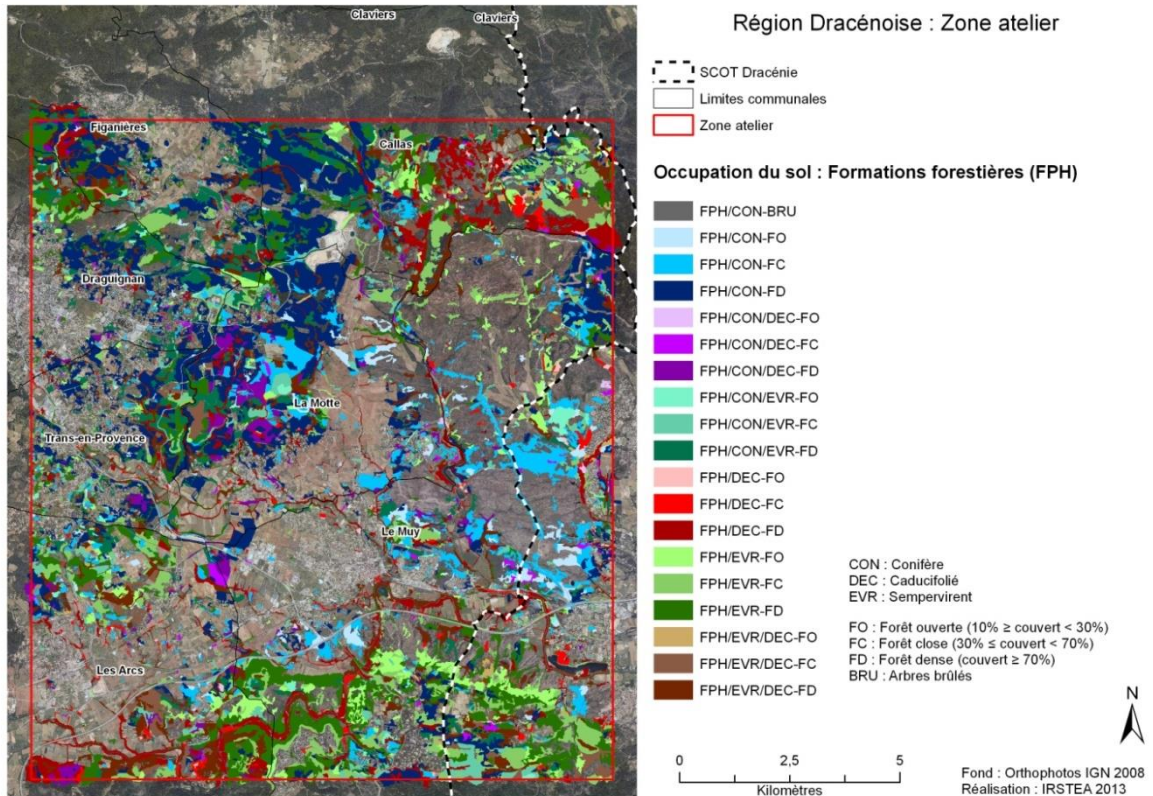 Claviers
Claviers
Figanières
Callas
Draguignan
La Motte
Trans-en-Provence
Le Muy
Les Arcs
Région Dracénoise : Zone atelier
SCOT Dracénie
Limites communales
Zone atelier
Occupation du sol : Formations forestières (FPH)
FPH/CON-BRU
FPH/CON-FO
FPH/CON-FC
FPH/CON-FD
FPH/CON/DEC-FO
FPH/CON/DEC-FC
FPH/CON/DEC-FD
FPH/CON/EVR-FO
FPH/CON/EVR-FC
FPH/CON/EVR-FD
FPH/DEC-FO
FPH/DEC-FC
FPH/DEC-FD
FPH/EVR-FO
FPH/EVR-FC
FPH/EVR-FD
FPH/EVR/DEC-FO
FPH/EVR/DEC-FC
FPH/EVR/DEC-FD
CON : Conifère
DEC : Caducifolié
EVR : Sempervirent
FO : Forêt ouverte (10% ≥ couvert < 30%)
FC : Forêt close (30% ≤ couvert < 70%)
FD : Forêt dense (couvert ≥ 70%)
BRU : Arbres brûlés
N
0 2,5 5
Kilomètres
Fond : Orthophotos IGN 2008
Réalisation : IRSTEA 2013